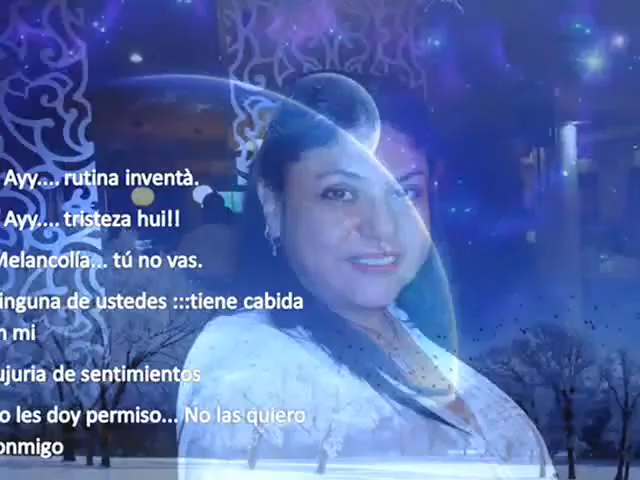 Ayy.... rutina inventà.
Ayy.... tristeza hui!!
Melancolía... tú no vas.
inguna de ustedes :::tiene cabida
n mi
ujuria de sentimientos
o les doy permiso... No las quiero
onmigo